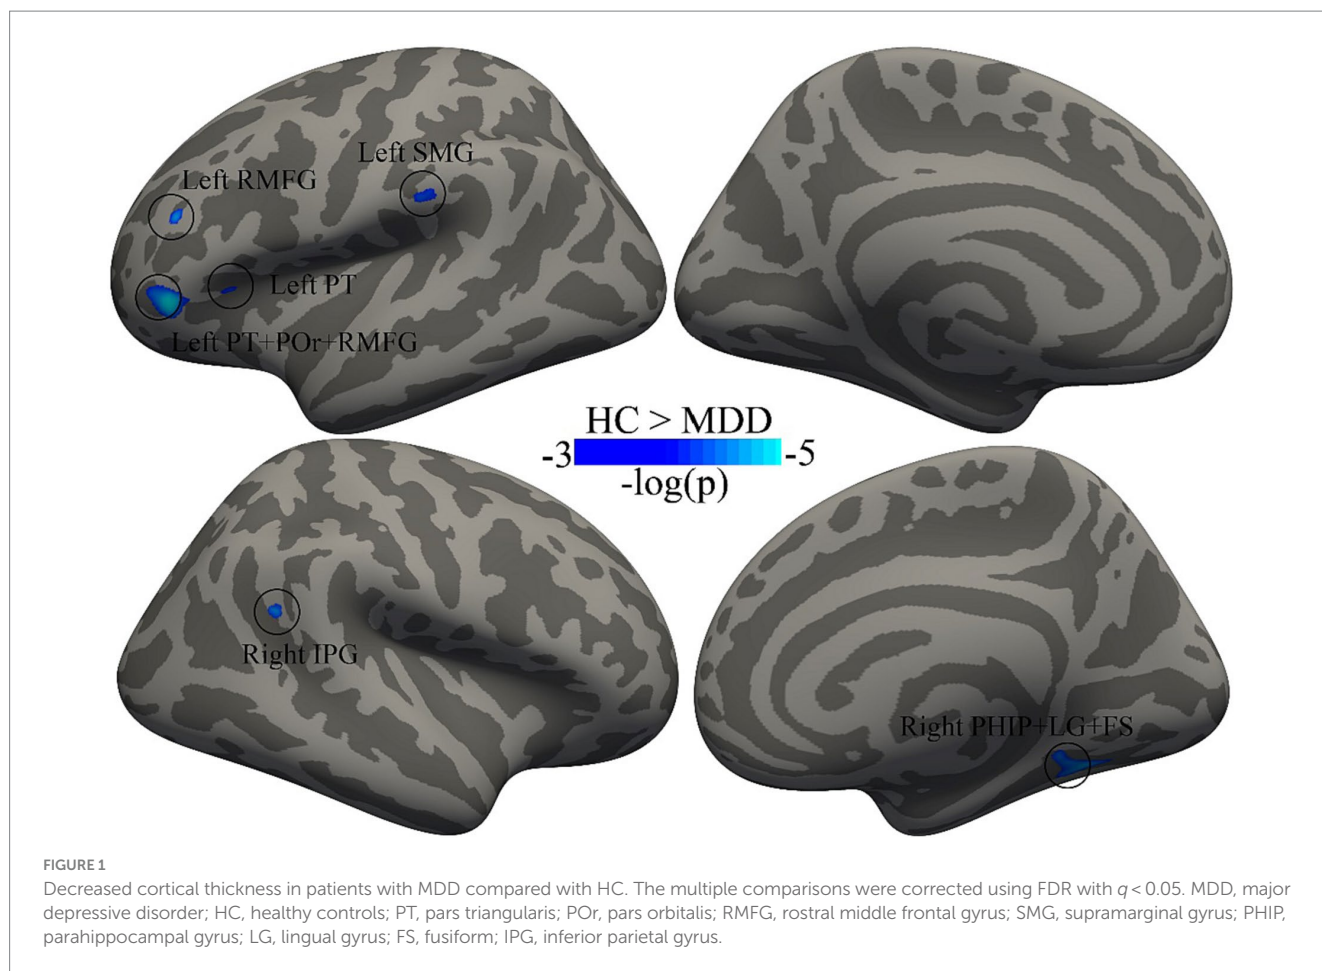 Left SMG
Left RMFG
Left PT
Left PT+POr+RMFG
HC > MDD
-3
-5
-log(p)
Right IPG
Right PHIP+LG+FS
FIGURE 1
Decreased cortical thickness in patients with MDD compared with HC. The multiple comparisons were corrected using FDR with q < 0.05. MDD, major
depressive disorder; HC, healthy controls; PT, pars triangularis; POr, pars orbitalis; RMFG, rostral middle frontal gyrus; SMG, supramarginal gyrus; PHIP,
parahippocampal gyrus; LG, lingual gyrus; FS, fusiform; IPG, inferior parietal gyrus.